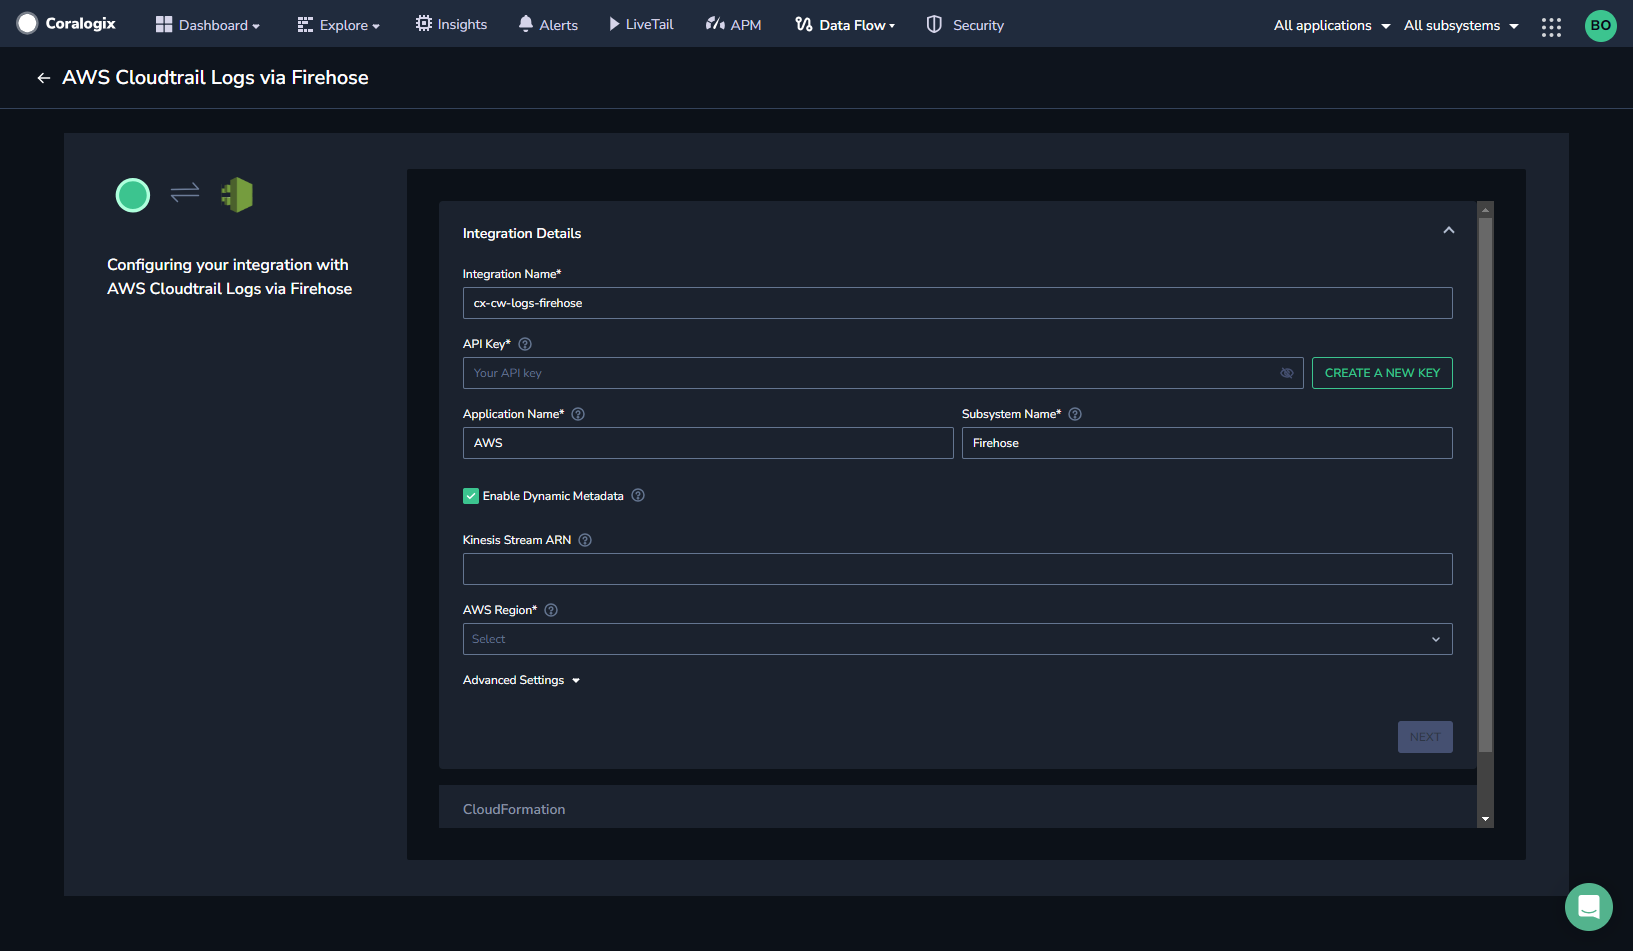 Coralogix
Dashboard
Explore
Insights
Alerts
LiveTail
APM
Data Flow
Security
All applications
All subsystems
BO
AWS Cloudtrail Logs via Firehose
Configuring your integration with
AWS Cloudtrail Logs via Firehose
Integration Details
Integration Name*
cx-cw-logs-firehose
API Key*
Your API key
CREATE A NEW KEY
Application Name*
Subsystem Name*
AWS
Firehose
Enable Dynamic Metadata
Kinesis Stream ARN
AWS Region*
Select
Advanced Settings
NEXT
CloudFormation